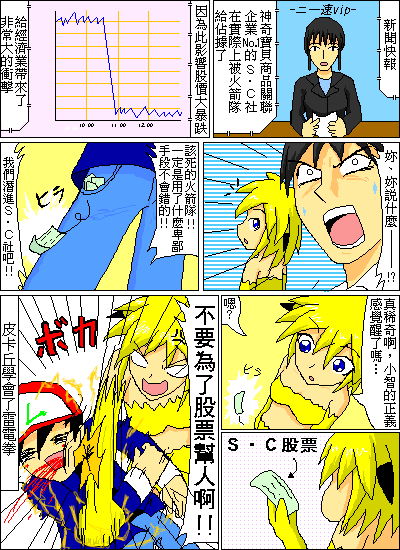 新聞快報
-ニ一速vip-
神奇寶貝商品關聯
企業No.1的S・C社
在實際上被火箭隊
給佔據了
因為此影響股價大暴跌
10:00 11:00 12:00
給經濟業帶來了
非常大的衝擊
妳、妳說什麼
!?
該死的火箭隊!!
一定是用了什麼卑鄙
手段不會錯的!!
ヒラ
我們潛進S・C社吧!!
真稀奇啊,小智的正義
感覺醒了嗎…
嗯?
S・C股票
不要為了股票幫人啊!!
ボカ
皮卡丘學會了雷電拳